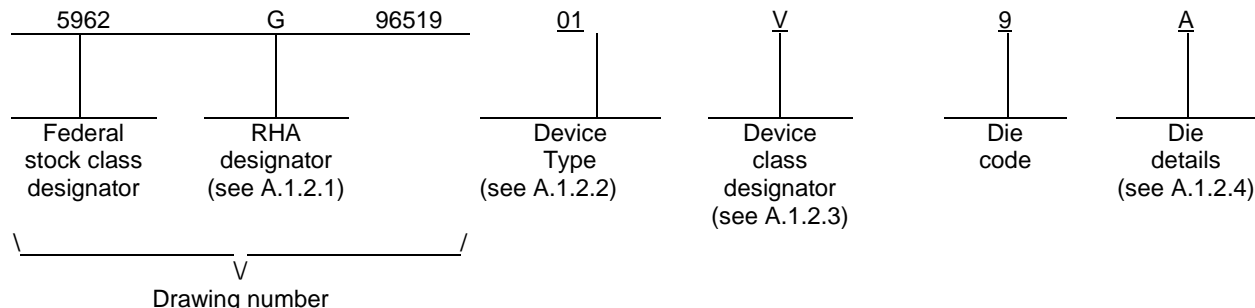 5962 G 96519 01 V 9 A
Federal RHA Device Device Die Die
stock class designator Type class code details
designator (see A.1.2.1) (see A.1.2.2) designator (see A.1.2.4)
(see A.1.2.3)
\ /
\/
Drawing number